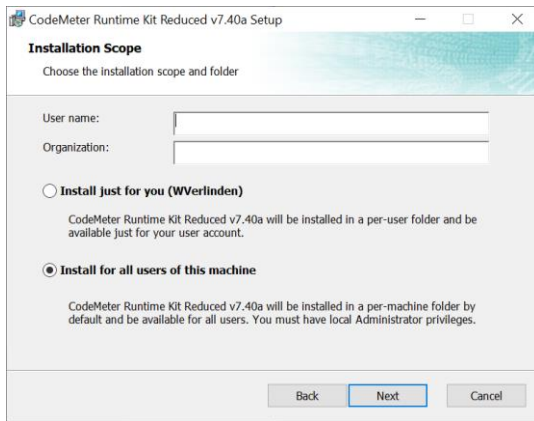 CodeMeter Runtime Kit Reduced v7.40a Setup
Installation Scope
Choose the installation scope and folder
User name:
Organization:
Install just for you (WVerlinden)
CodeMeter Runtime Kit Reduced v7.40a will be installed in a per-user folder and be
available just for your user account.
Install for all users of this machine
CodeMeter Runtime Kit Reduced v7.40a will be installed in a per-machine folder by
default and be available for all users. You must have local Administrator privileges.
Back Next Cancel